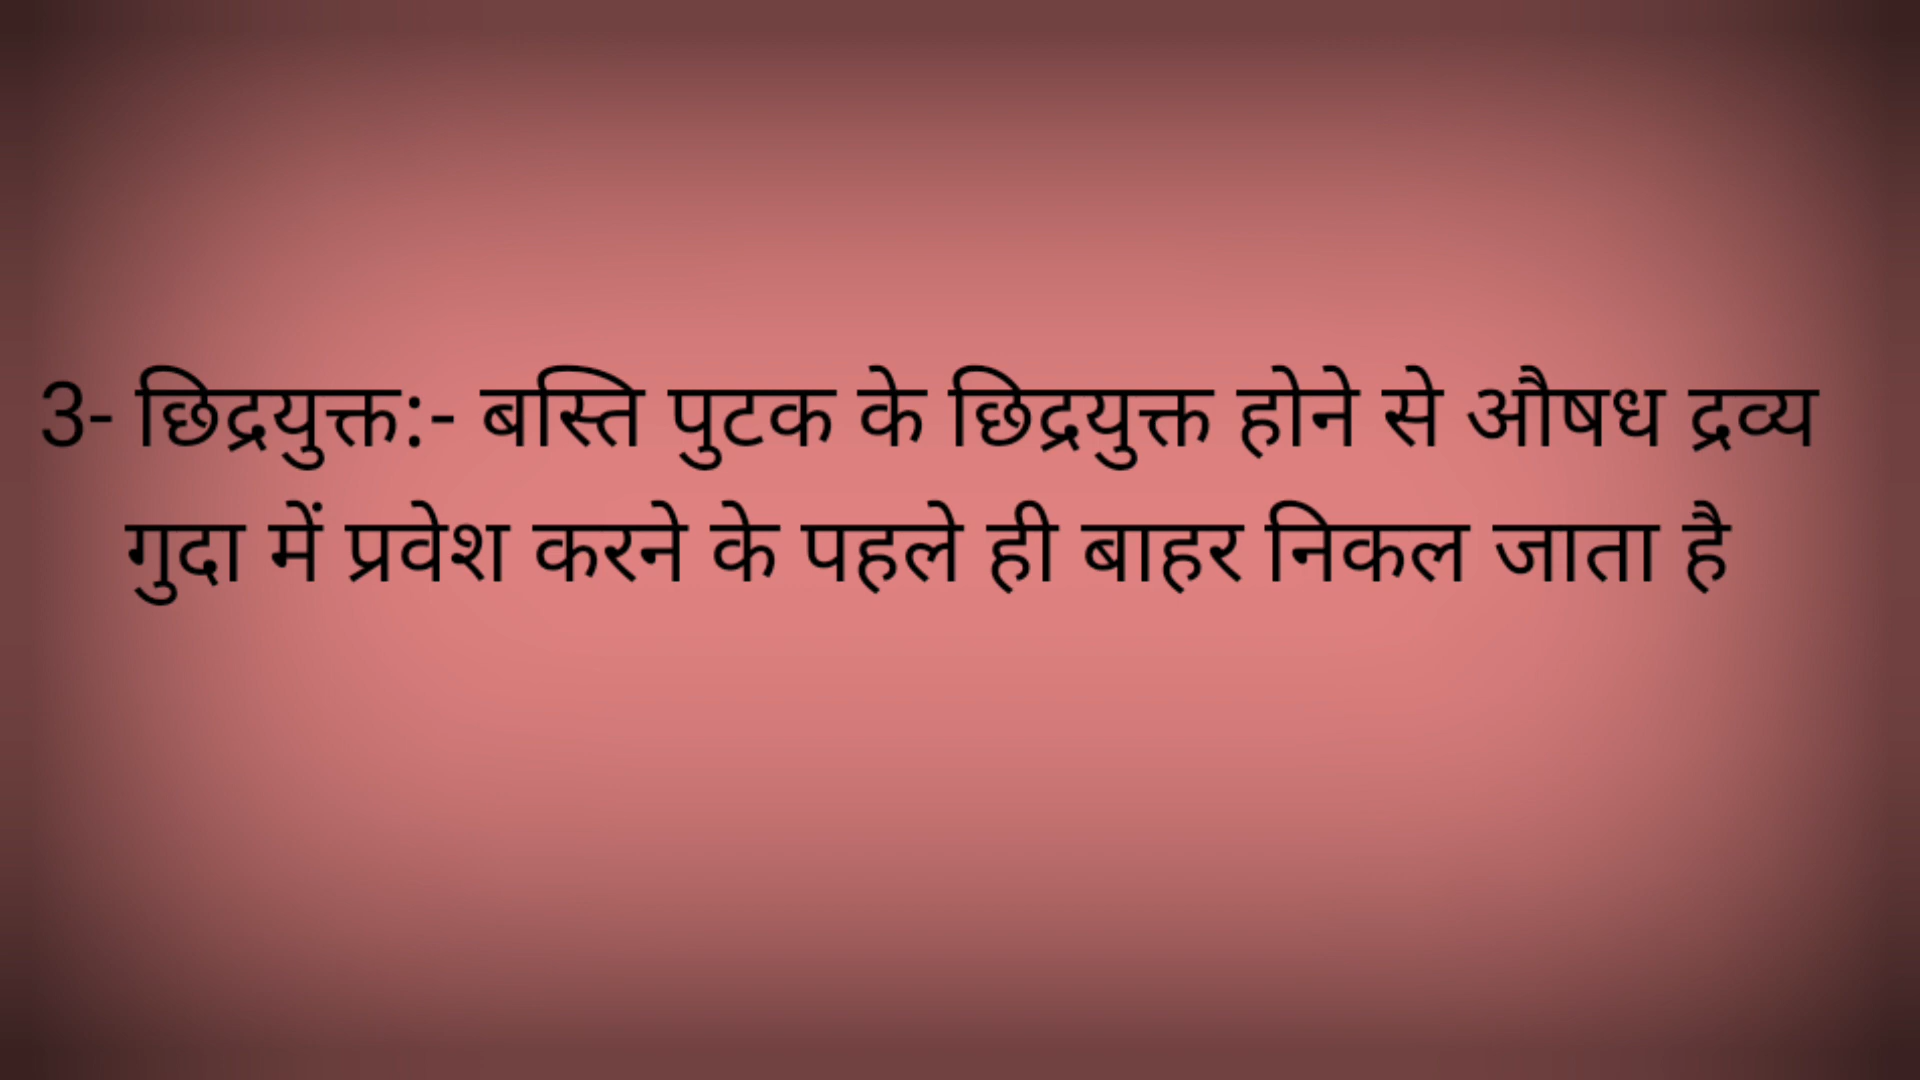 3- छिद्रयुक्त:- बस्ति पुटक के छिद्रयुक्त होने से औषध द्रव्य
गुदा में प्रवेश करने के पहले ही बाहर निकल जाता है